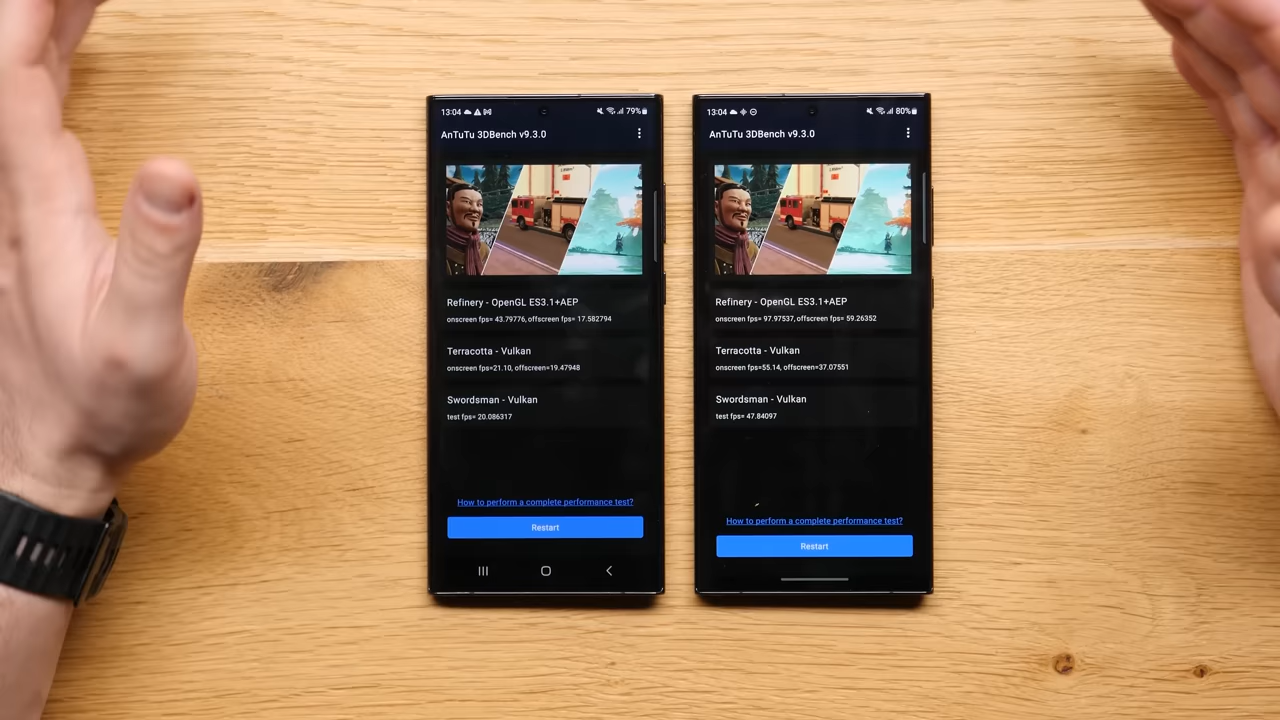 13:04
79%
AnTuTu 3DBench v9.3.0
Refinery - OpenGL ES3.1+AEP
onscreen fps= 43.79776, offscreen fps= 17.582794
Terracotta - Vulkan
onscreen fps=21.10, offscreen=19.47948
Swordsman - Vulkan
test fps= 20.086317
How to perform a complete performance test?
Restart
13:04
80%
AnTuTu 3DBench v9.3.0
Refinery - OpenGL ES3.1+AEP
onscreen fps= 97.97537, offscreen fps= 59.26352
Terracotta - Vulkan
onscreen fps=55.14, offscreen=37.07551
Swordsman - Vulkan
test fps= 47.84097
How to perform a complete performance test?
Restart